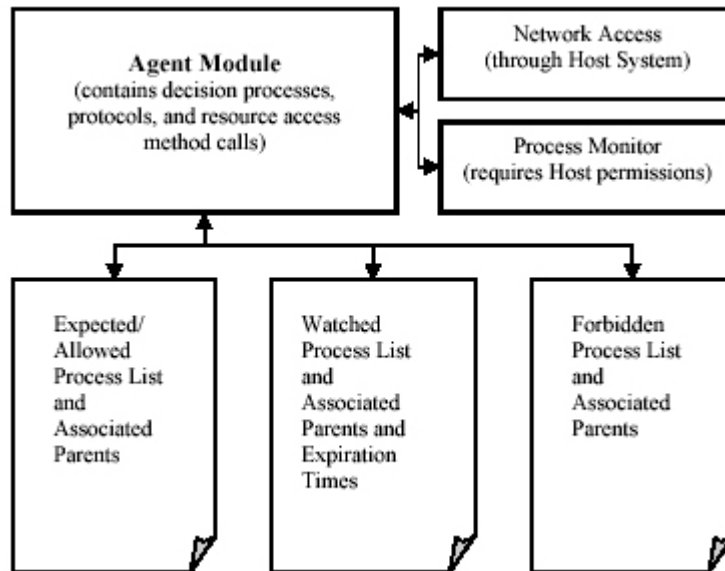 Agent Module
(contains decision processes,
protocols, and resource access
method calls)
Network Access
(through Host System)
Process Monitor
(requires Host permissions)
Expected/
Allowed
Process List
and
Associated
Parents
Watched
Process List
and
Associated
Parents and
Expiration
Times
Forbidden
Process List
and
Associated
Parents